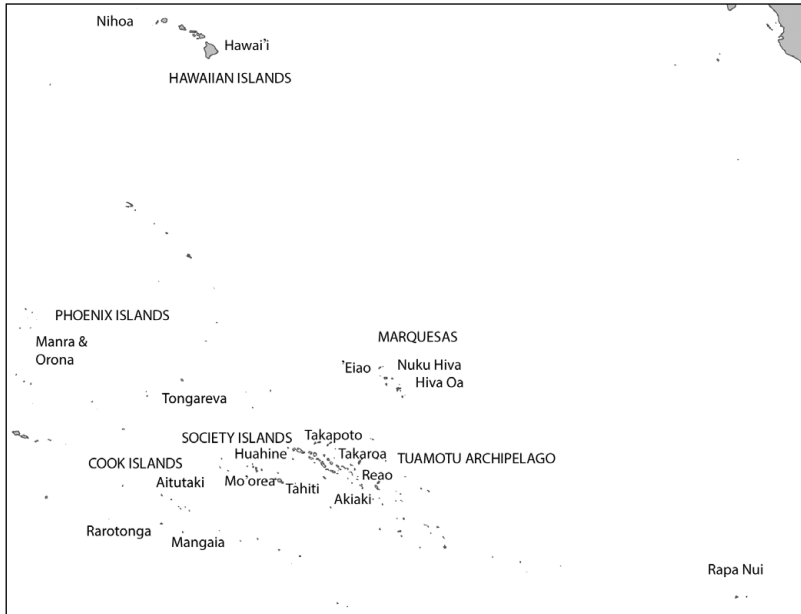 Nihoa
Hawai'i
HAWAIIAN ISLANDS
PHOENIX ISLANDS
Manra &
Orona
MARQUESAS
'Eiao
Nuku Hiva
Hiva Oa
Tongareva
SOCIETY ISLANDS
Takapoto
Huahine
Takaroa
TUAMOTU ARCHIPELAGO
COOK ISLANDS
Aitutaki
Mo'orea
Tahiti
Reao
Akiaki
Rarotonga
Mangaia
Rapa Nui